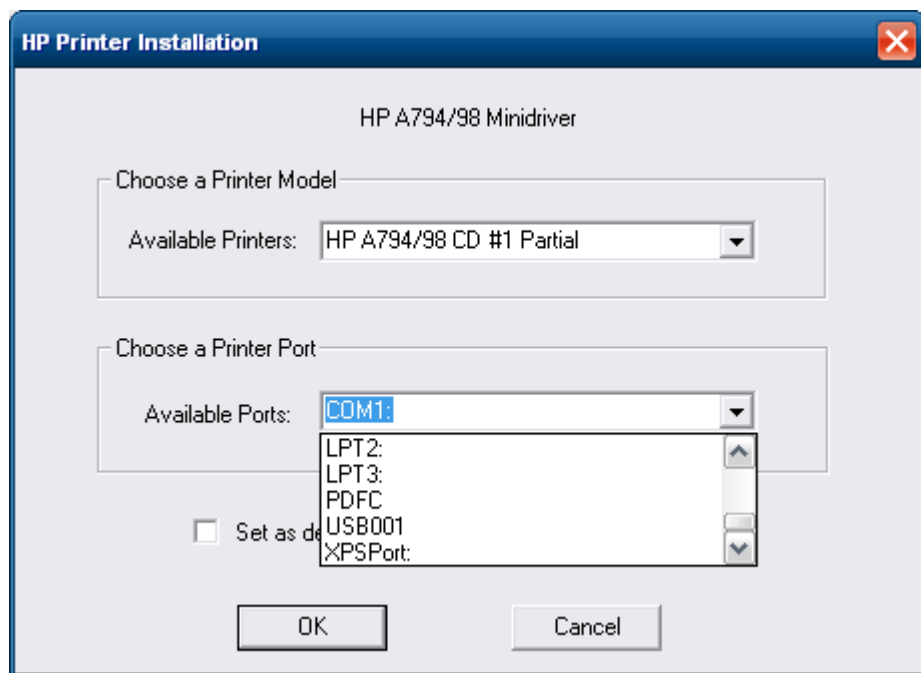 HP Printer Installation
HP A794/98 Minidriver
Choose a Printer Model
Available Printers: HP A794/98 CD #1 Partial
Choose a Printer Port
Available Ports: COM1:
LPT2:
LPT3:
PDFC
USB001
XPSPort:
Set as
OK Cancel